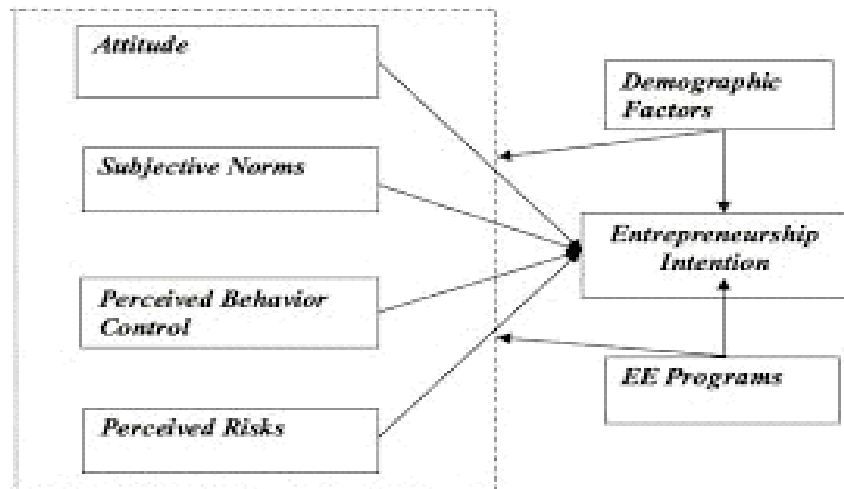 Attitude
Subjective Norms
Perceived Behavior
Control
Perceived Risks
Demographic
Factors
Entrepreneurship
Intention
EE Programs